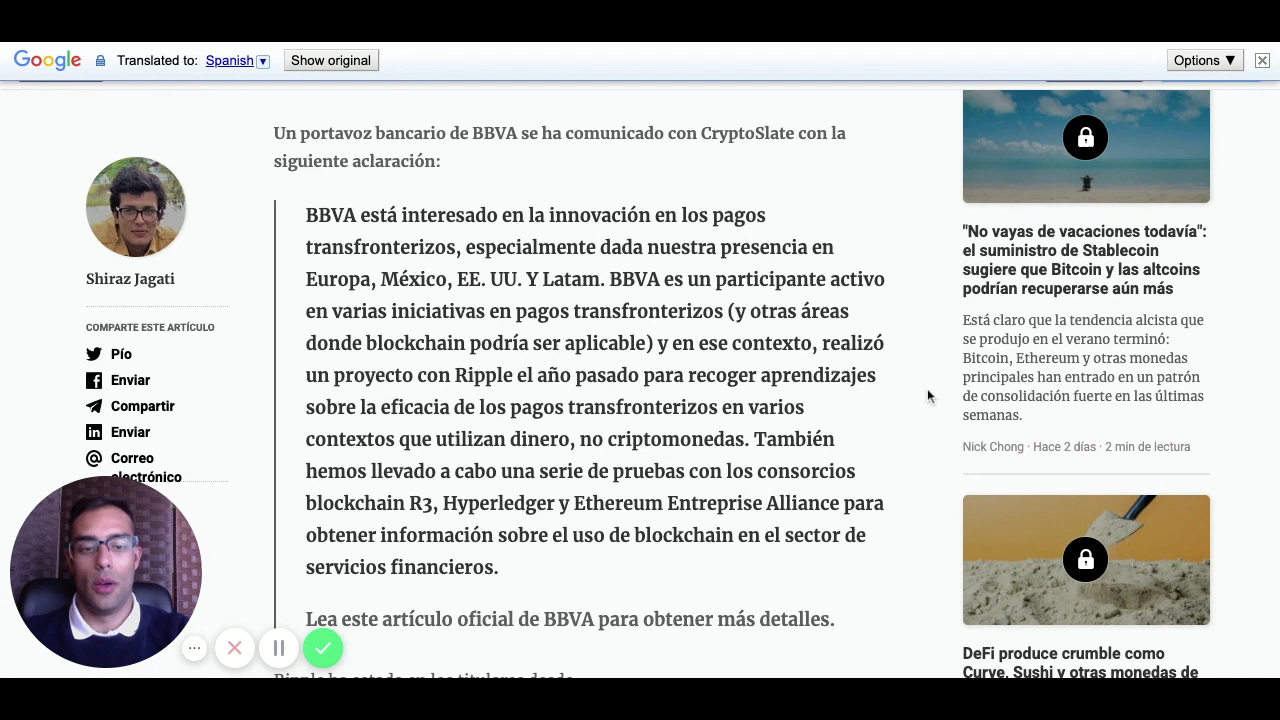 Google
Translated to: Spanish ▼
Show original
Options ▼
Un portavoz bancario de BBVA se ha comunicado con CryptoSlate con la
siguiente aclaración:
Shiraz Jagati
COMPARTE ESTE ARTÍCULO
Pío
Enviar
Compartir
Enviar
Correo
electrónico
BBVA está interesado en la innovación en los pagos
transfronterizos, especialmente dada nuestra presencia en
Europa, México, EE. UU. Y Latam. BBVA es un participante activo
en varias iniciativas en pagos transfronterizos (y otras áreas
donde blockchain podría ser aplicable) y en ese contexto, realizó
un proyecto con Ripple el año pasado para recoger aprendizajes
sobre la eficacia de los pagos transfronterizos en varios
contextos que utilizan dinero, no criptomonedas. También
hemos llevado a cabo una serie de pruebas con los consorcios
blockchain R3, Hyperledger y Ethereum Entreprise Alliance para
obtener información sobre el uso de blockchain en el sector de
servicios financieros.
Lea este artículo oficial de BBVA para obtener más detalles.
Ripple ha estado en los titulares desde
"No vayas de vacaciones todavía":
el suministro de Stablecoin
sugiere que Bitcoin y las altcoins
podrían recuperarse aún más
Está claro que la tendencia alcista que
se produjo en el verano terminó:
Bitcoin, Ethereum y otras monedas
principales han entrado en un patrón
de consolidación fuerte en las últimas
semanas.
Nick Chong · Hace 2 días · 2 min de lectura
DeFi produce crumble como
Curve, Sushi y otras monedas de